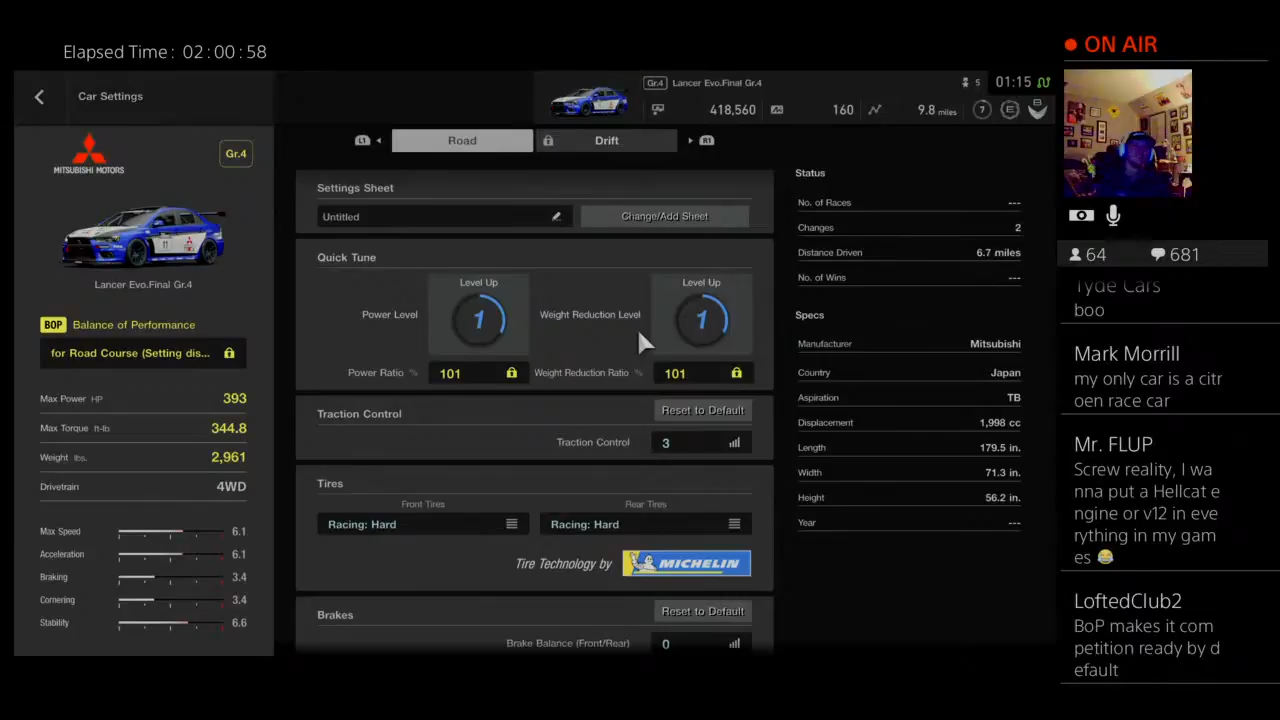 Elapsed Time: 02:00:58
ON AIR
Car Settings
Gr.4
Lancer Evo.Final Gr.4
5
01:15
418,560
160
9.8 miles
7
E
B
MITSUBISHI MOTORS
Gr.4
11
Lancer Evo.Final Gr.4
BOP Balance of Performance
for Road Course (Setting dis...
Max Power HP 393
Max Torque ft-lb 344.8
Weight lbs. 2,961
Drivetrain 4WD
Max Speed 6.1
Acceleration 6.1
Braking 3.4
Cornering 3.4
Stability 6.6
L1 Road Drift R1
Settings Sheet
Untitled Change/Add Sheet
Quick Tune
Level Up Level Up
Power Level 1 Weight Reduction Level 1
Power Ratio % 101 Weight Reduction Ratio % 101
Traction Control Reset to Default
Traction Control 3
Tires
Front Tires Rear Tires
Racing: Hard Racing: Hard
Tire Technology by MICHELIN
Brakes Reset to Default
Brake Balance (Front/Rear) 0
Status
No. of Races ---
Changes 2
Distance Driven 6.7 miles
No. of Wins ---
Specs
Manufacturer Mitsubishi
Country Japan
Aspiration TB
Displacement 1,998 cc
Length 179.5 in.
Width 71.3 in.
Height 56.2 in.
Year ---
64 681
Tyde Cars
boo
Mark Morrill
my only car is a citr
oen race car
Mr. FLUP
Screw reality, I wa
nna put a Hellcat e
ngine or v12 in eve
rything in my gam
es 😂
LoftedClub2
BoP makes it com
petition ready by d
efault